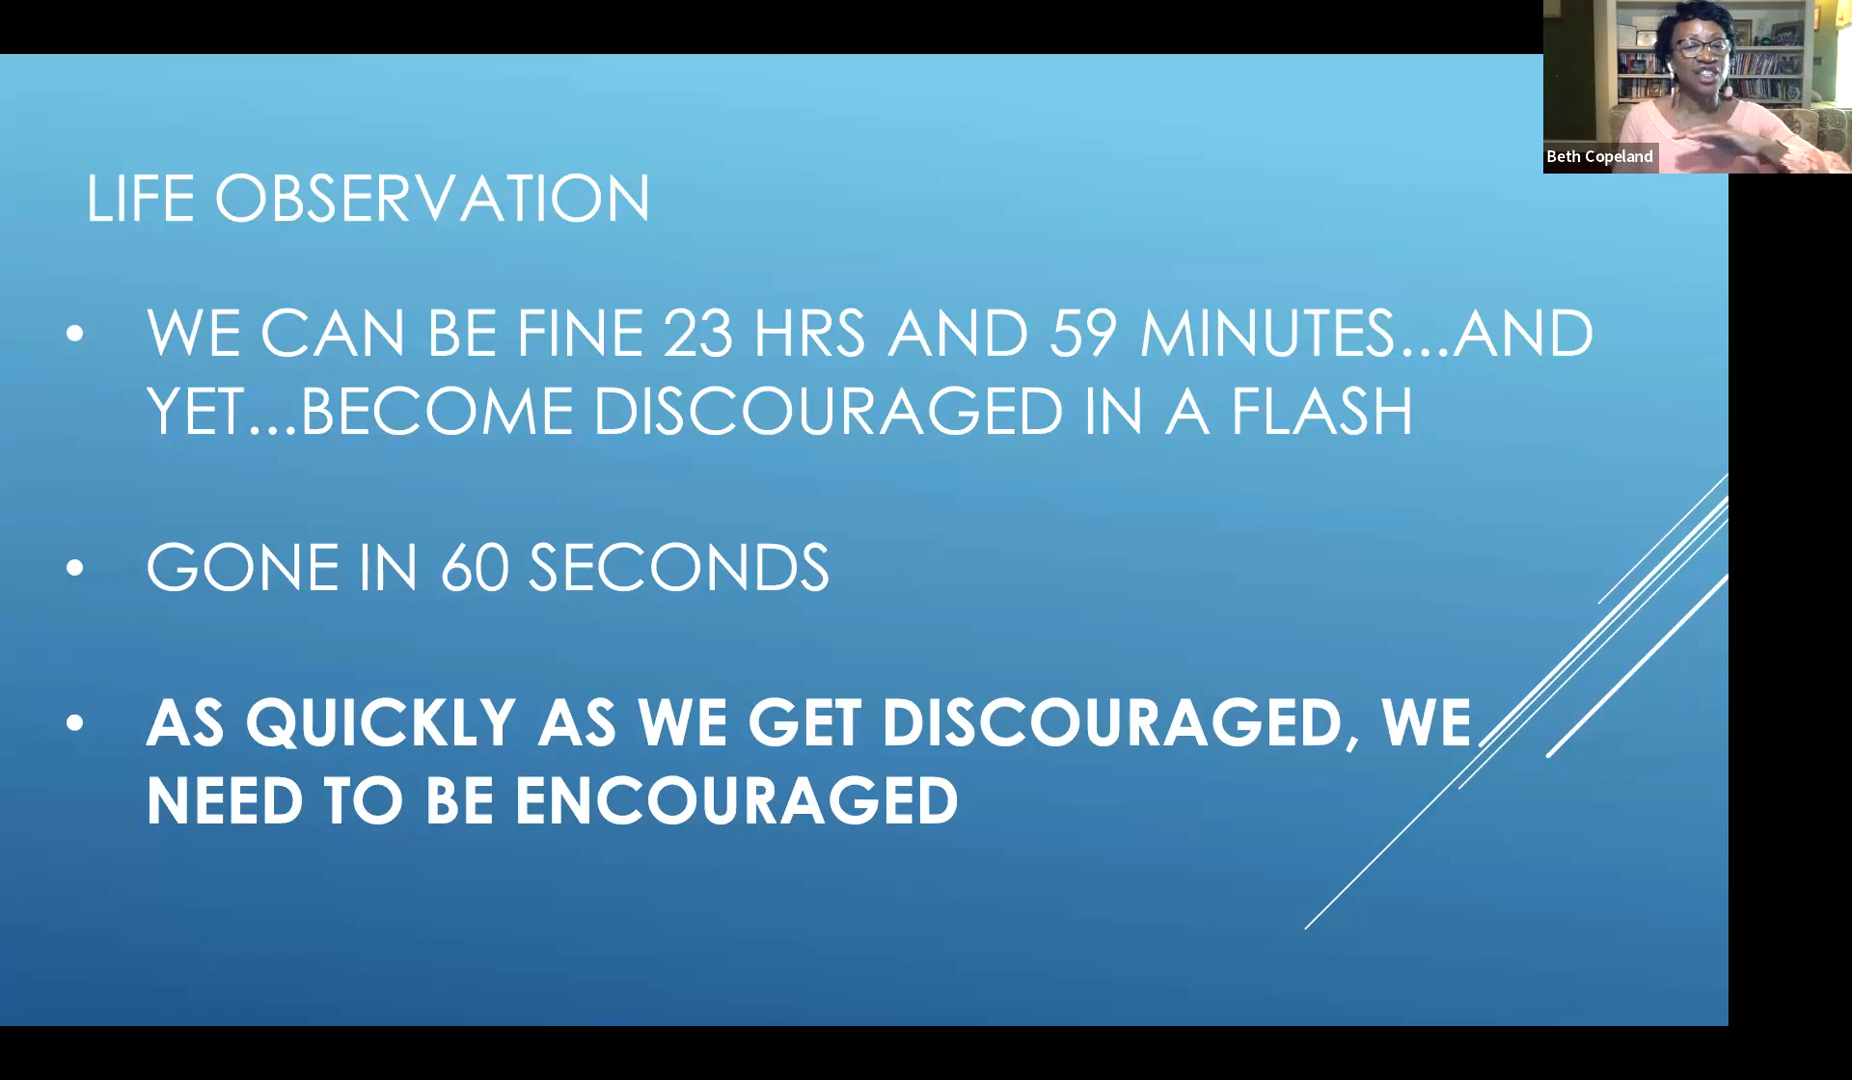 Beth Copeland
LIFE OBSERVATION
• WE CAN BE FINE 23 HRS AND 59 MINUTES...AND
YET...BECOME DISCOURAGED IN A FLASH
• GONE IN 60 SECONDS
• AS QUICKLY AS WE GET DISCOURAGED, WE
NEED TO BE ENCOURAGED